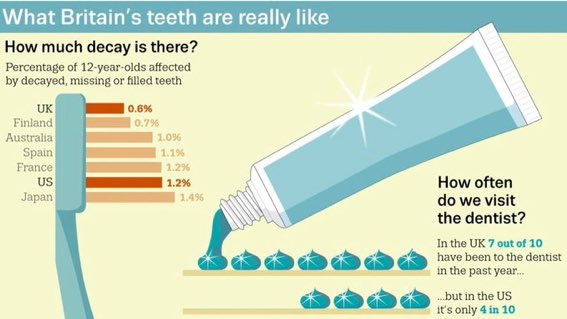 What Britain's teeth are really like
How much decay is there?
Percentage of 12-year-olds affected
by decayed, missing or filled teeth
UK 0.6%
Finland 0.7%
Australia 1.0%
Spain 1.1%
France 1.2%
US 1.2%
Japan 1.4%
How often
do we visit
the dentist?
In the UK 7 out of 10
have been to the dentist
in the past year...
...but in the US
it's only 4 in 10